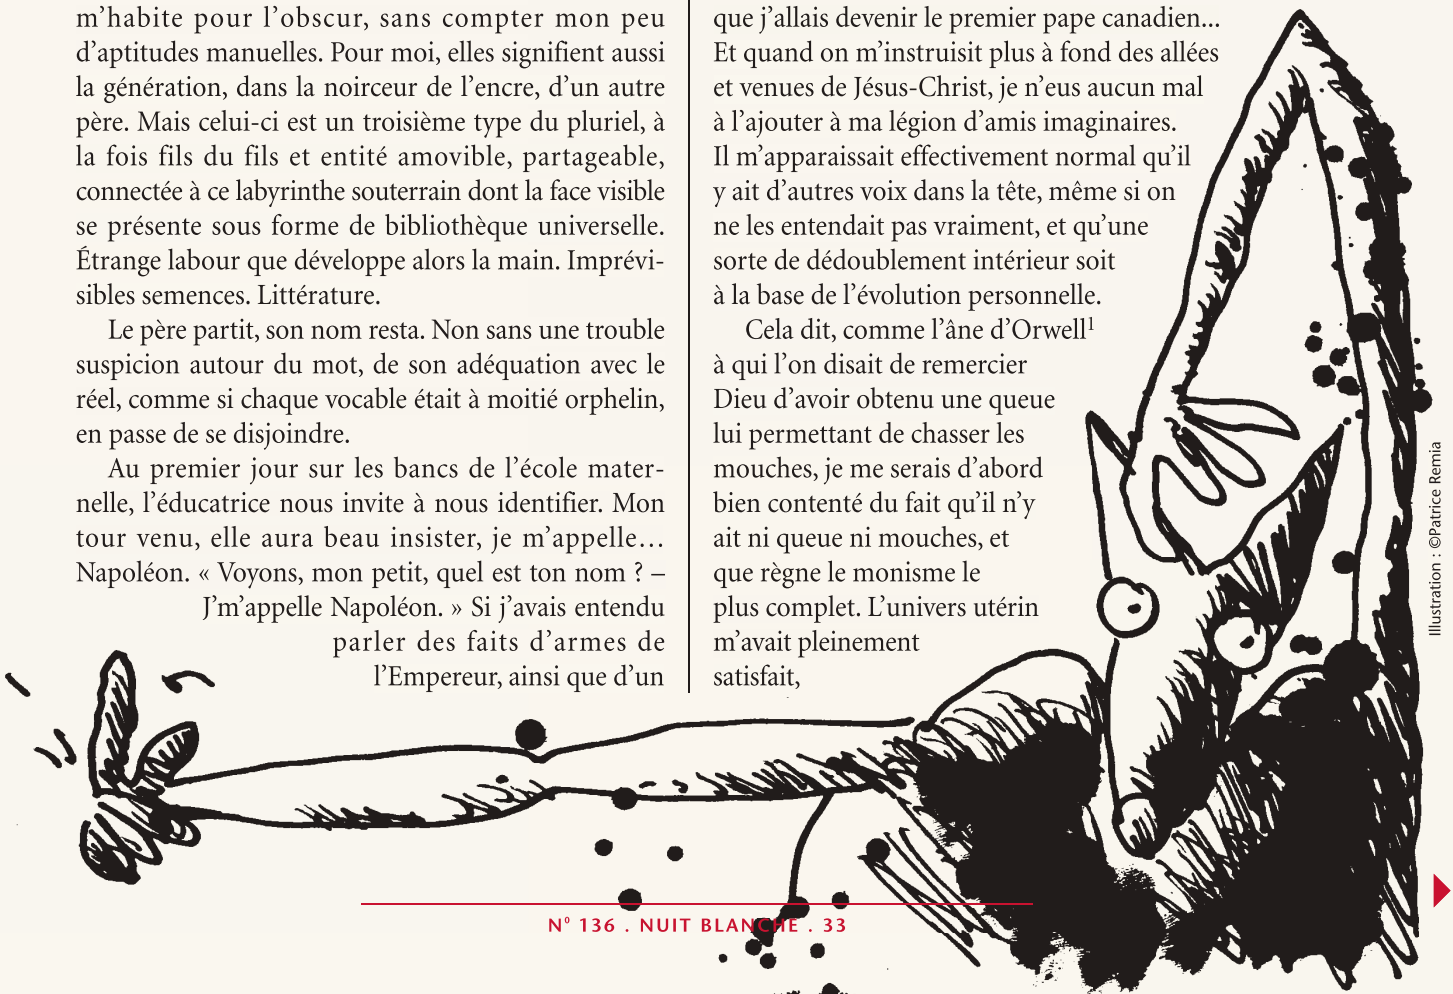 m’habite pour l’obscur, sans compter mon peu
d’aptitudes manuelles. Pour moi, elles signifient aussi
la génération, dans la noirceur de l’encre, d’un autre
père. Mais celui-ci est un troisième type du pluriel, à
la fois fils du fils et entité amovible, partageable,
connectée à ce labyrinthe souterrain dont la face visible
se présente sous forme de bibliothèque universelle.
Étrange labour que développe alors la main. Imprévi-
sibles semences. Littérature.
Le père partit, son nom resta. Non sans une trouble
suspicion autour du mot, de son adéquation avec le
réel, comme si chaque vocable était à moitié orphelin,
en passe de se disjoindre.
Au premier jour sur les bancs de l’école mater-
nelle, l’éducatrice nous invite à nous identifier. Mon
tour venu, elle aura beau insister, je m’appelle…
Napoléon. « Voyons, mon petit, quel est ton nom ? –
J’m’appelle Napoléon. » Si j’avais entendu
parler des faits d’armes de
l’Empereur, ainsi que d’un
que j’allais devenir le premier pape canadien...
Et quand on m’instruisit plus à fond des allées
et venues de Jésus-Christ, je n’eus aucun mal
à l’ajouter à ma légion d’amis imaginaires.
Il m’apparaissait effectivement normal qu’il
y ait d’autres voix dans la tête, même si on
ne les entendait pas vraiment, et qu’une
sorte de dédoublement intérieur soit
à la base de l’évolution personnelle.
Cela dit, comme l’âne d’Orwell¹
à qui l’on disait de remercier
Dieu d’avoir obtenu une queue
lui permettant de chasser les
mouches, je me serais d’abord
bien contenté du fait qu’il n’y
ait ni queue ni mouches, et
que règne le monisme le
plus complet. L’univers utérin
m’avait pleinement
satisfait,
Illustration : ©Patrice Remia
N⁰ 136 . NUIT BLANCHE . 33